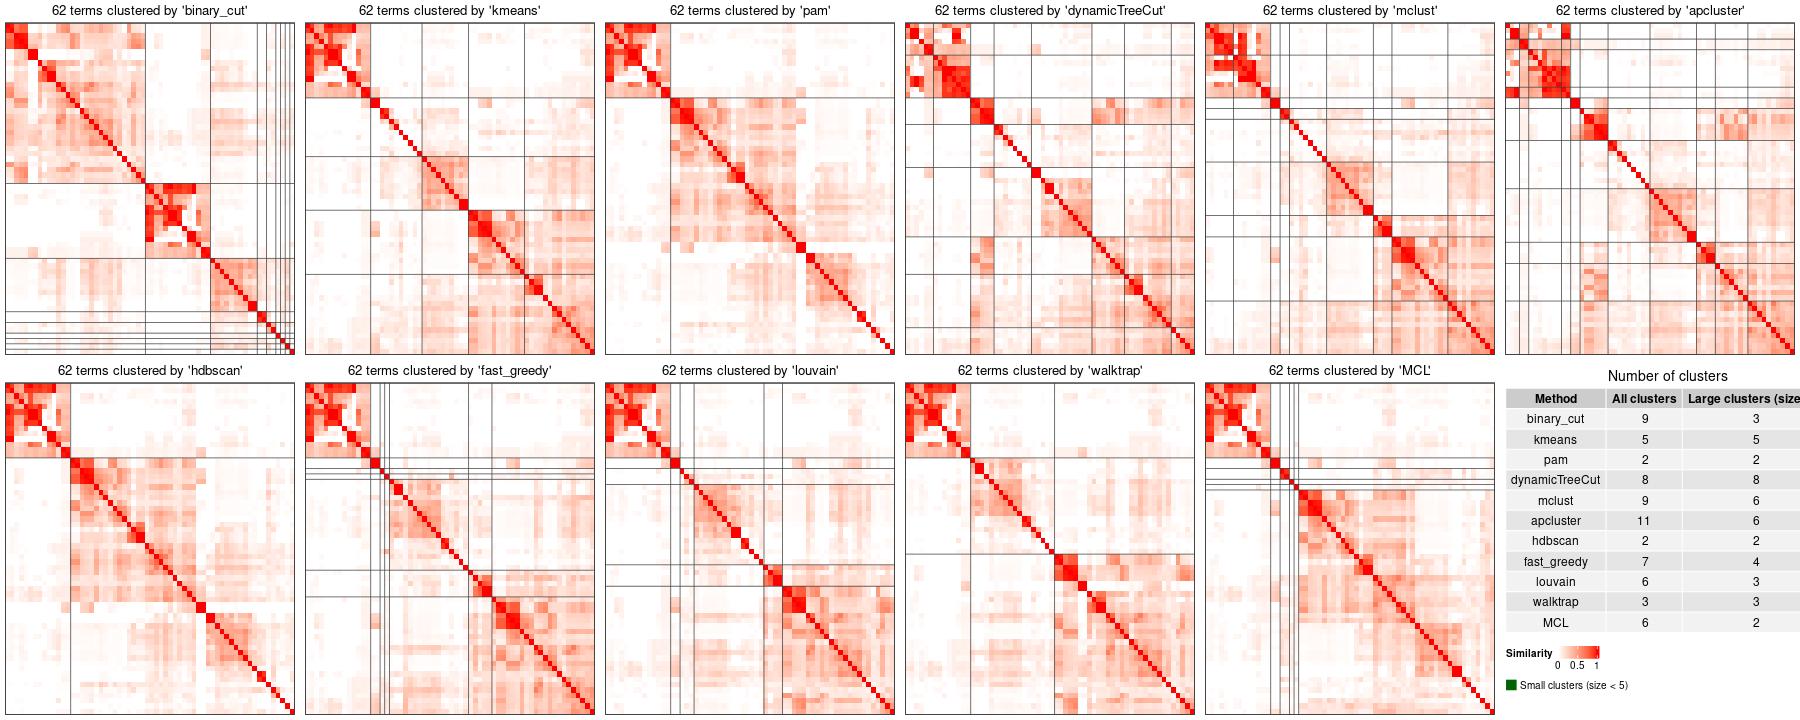 62 terms clustered by 'binary_cut'
62 terms clustered by 'kmeans'
62 terms clustered by 'pam'
62 terms clustered by 'dynamicTreeCut'
62 terms clustered by 'mclust'
62 terms clustered by 'apcluster'
62 terms clustered by 'hdbscan'
62 terms clustered by 'fast_greedy'
62 terms clustered by 'louvain'
62 terms clustered by 'walktrap'
62 terms clustered by 'MCL'
Number of clusters
Method All clusters Large clusters (size
binary_cut 9 3
kmeans 5 5
pam 2 2
dynamicTreeCut 8 8
mclust 9 6
apcluster 11 6
hdbscan 2 2
fast_greedy 7 4
louvain 6 3
walktrap 3 3
MCL 6 2
Similarity
0 0.5 1
Small clusters (size < 5)